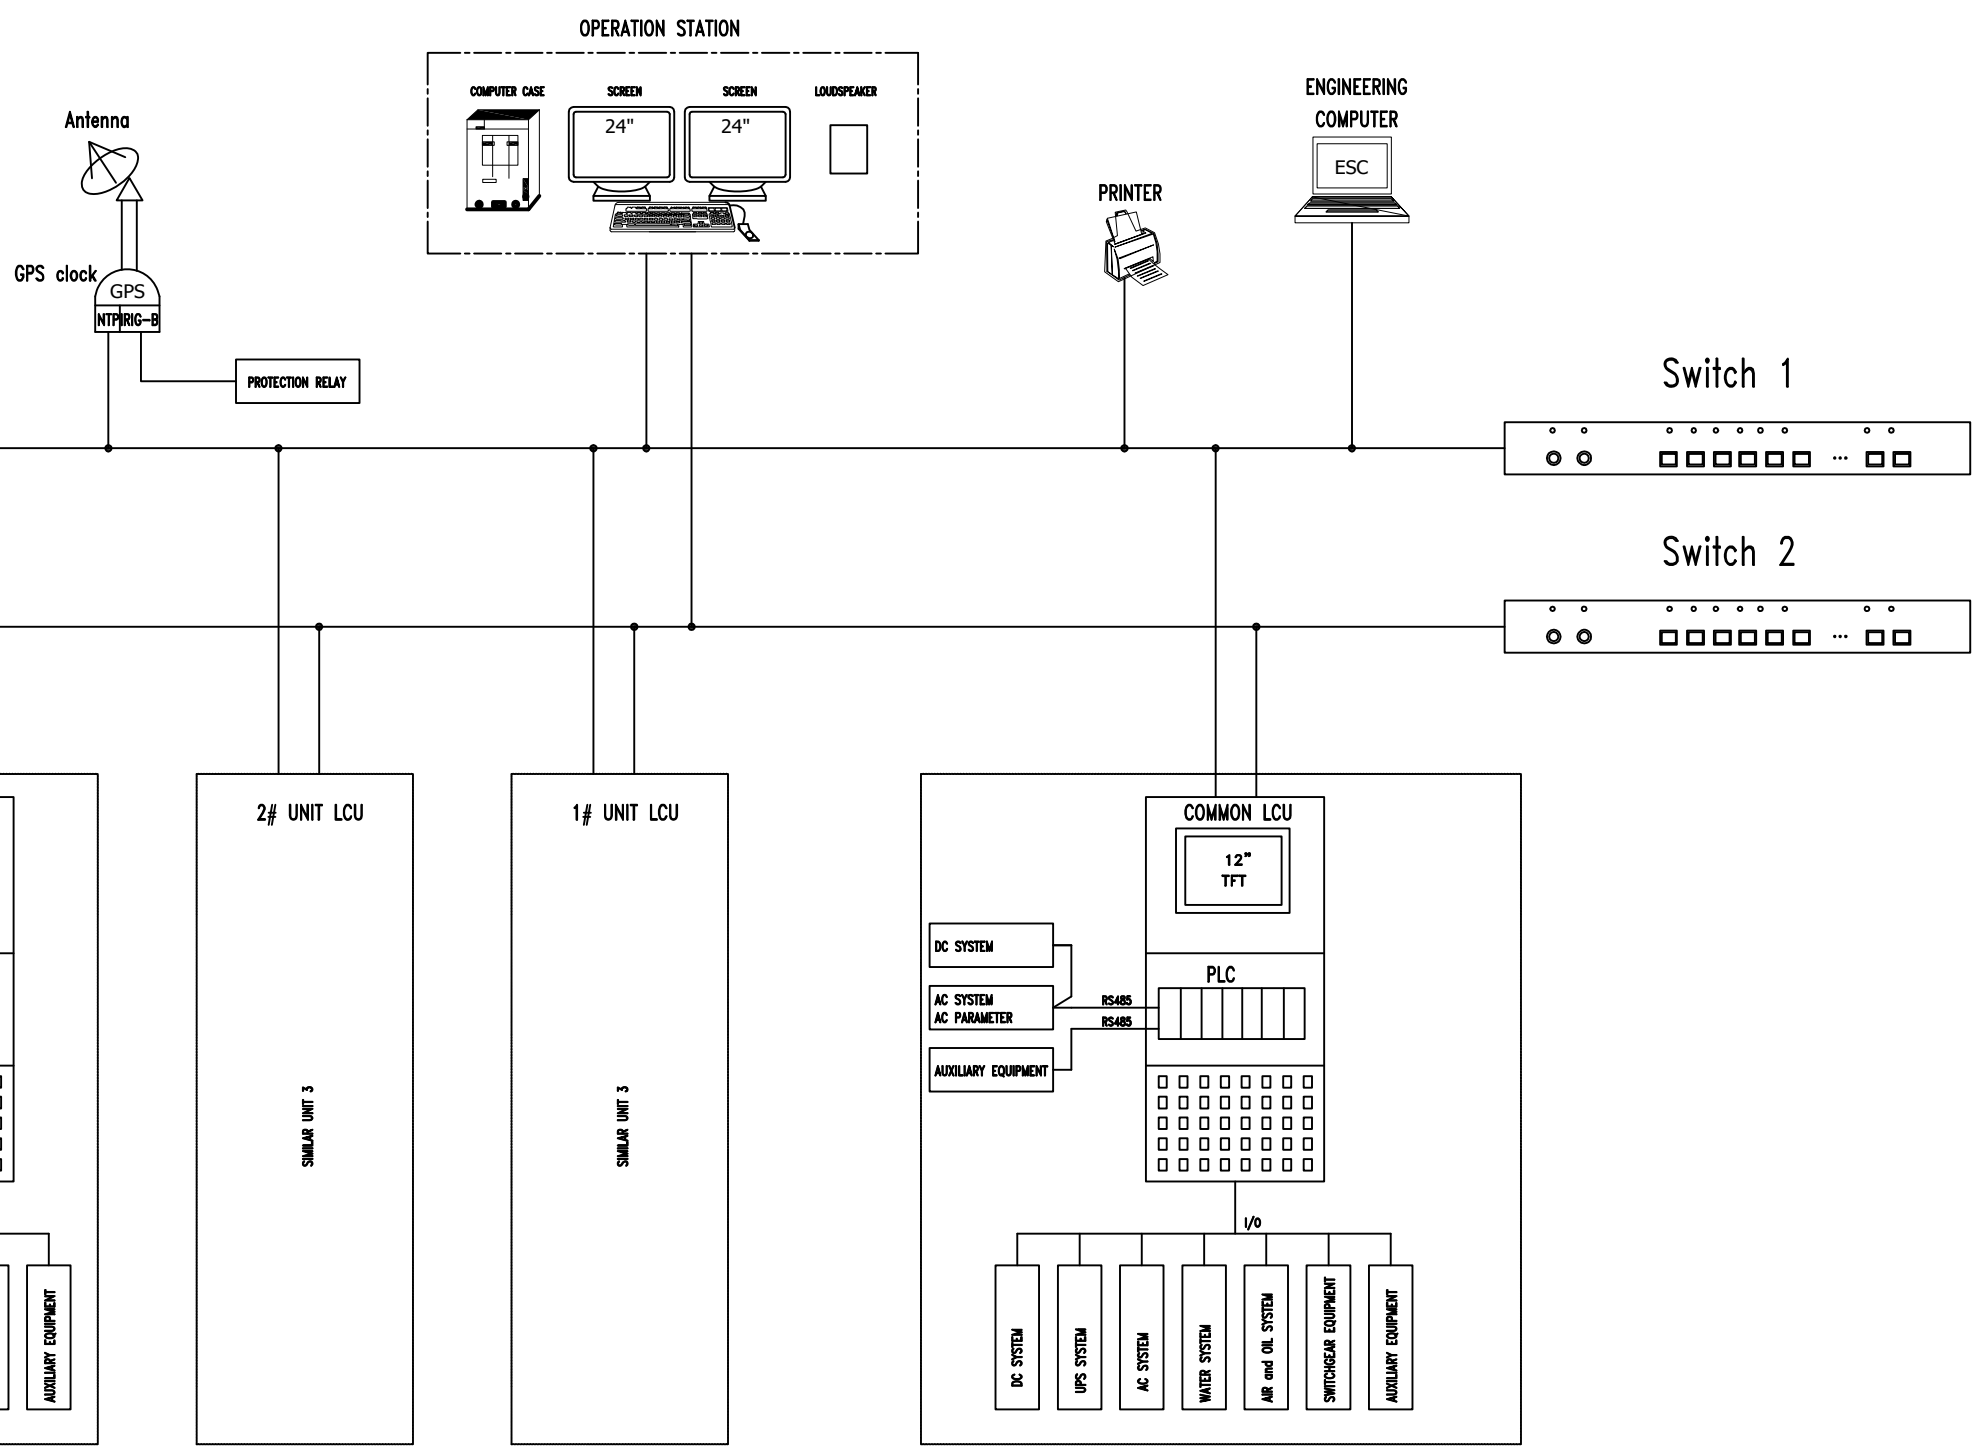 OPERATION STATION
COMPUTER CASE
SCREEN
SCREEN
LOUDSPEAKER
24"
24"
ENGINEERING
COMPUTER
ESC
Antenna
PRINTER
GPS clock
GPS
NTP
IRIG-B
PROTECTION RELAY
Switch 1
...
Switch 2
...
2# UNIT LCU
SIMILAR UNIT 3
1# UNIT LCU
SIMILAR UNIT 3
COMMON LCU
12"
TFT
DC SYSTEM
PLC
AC SYSTEM
AC PARAMETER
RS485
RS485
AUXILIARY EQUIPMENT
I/O
AUXILIARY EQUIPMENT
DC SYSTEM
UPS SYSTEM
AC SYSTEM
WATER SYSTEM
AIR and OIL SYSTEM
SWITCHGEAR EQUIPMENT
AUXILIARY EQUIPMENT